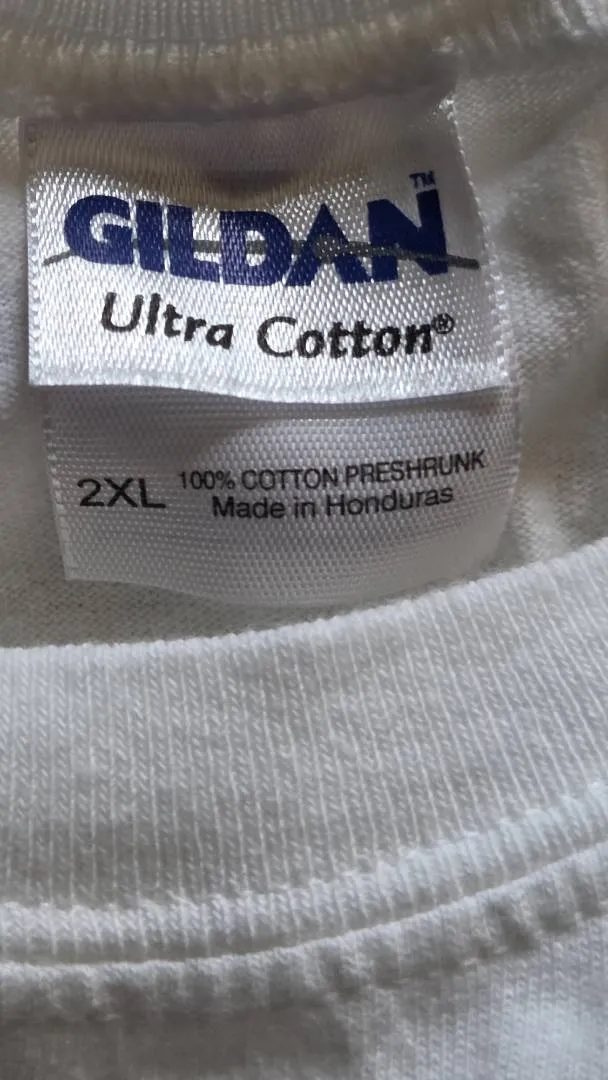 GILDAN™
Ultra Cotton®
2XL 100% COTTON PRESHRUNK
Made in Honduras